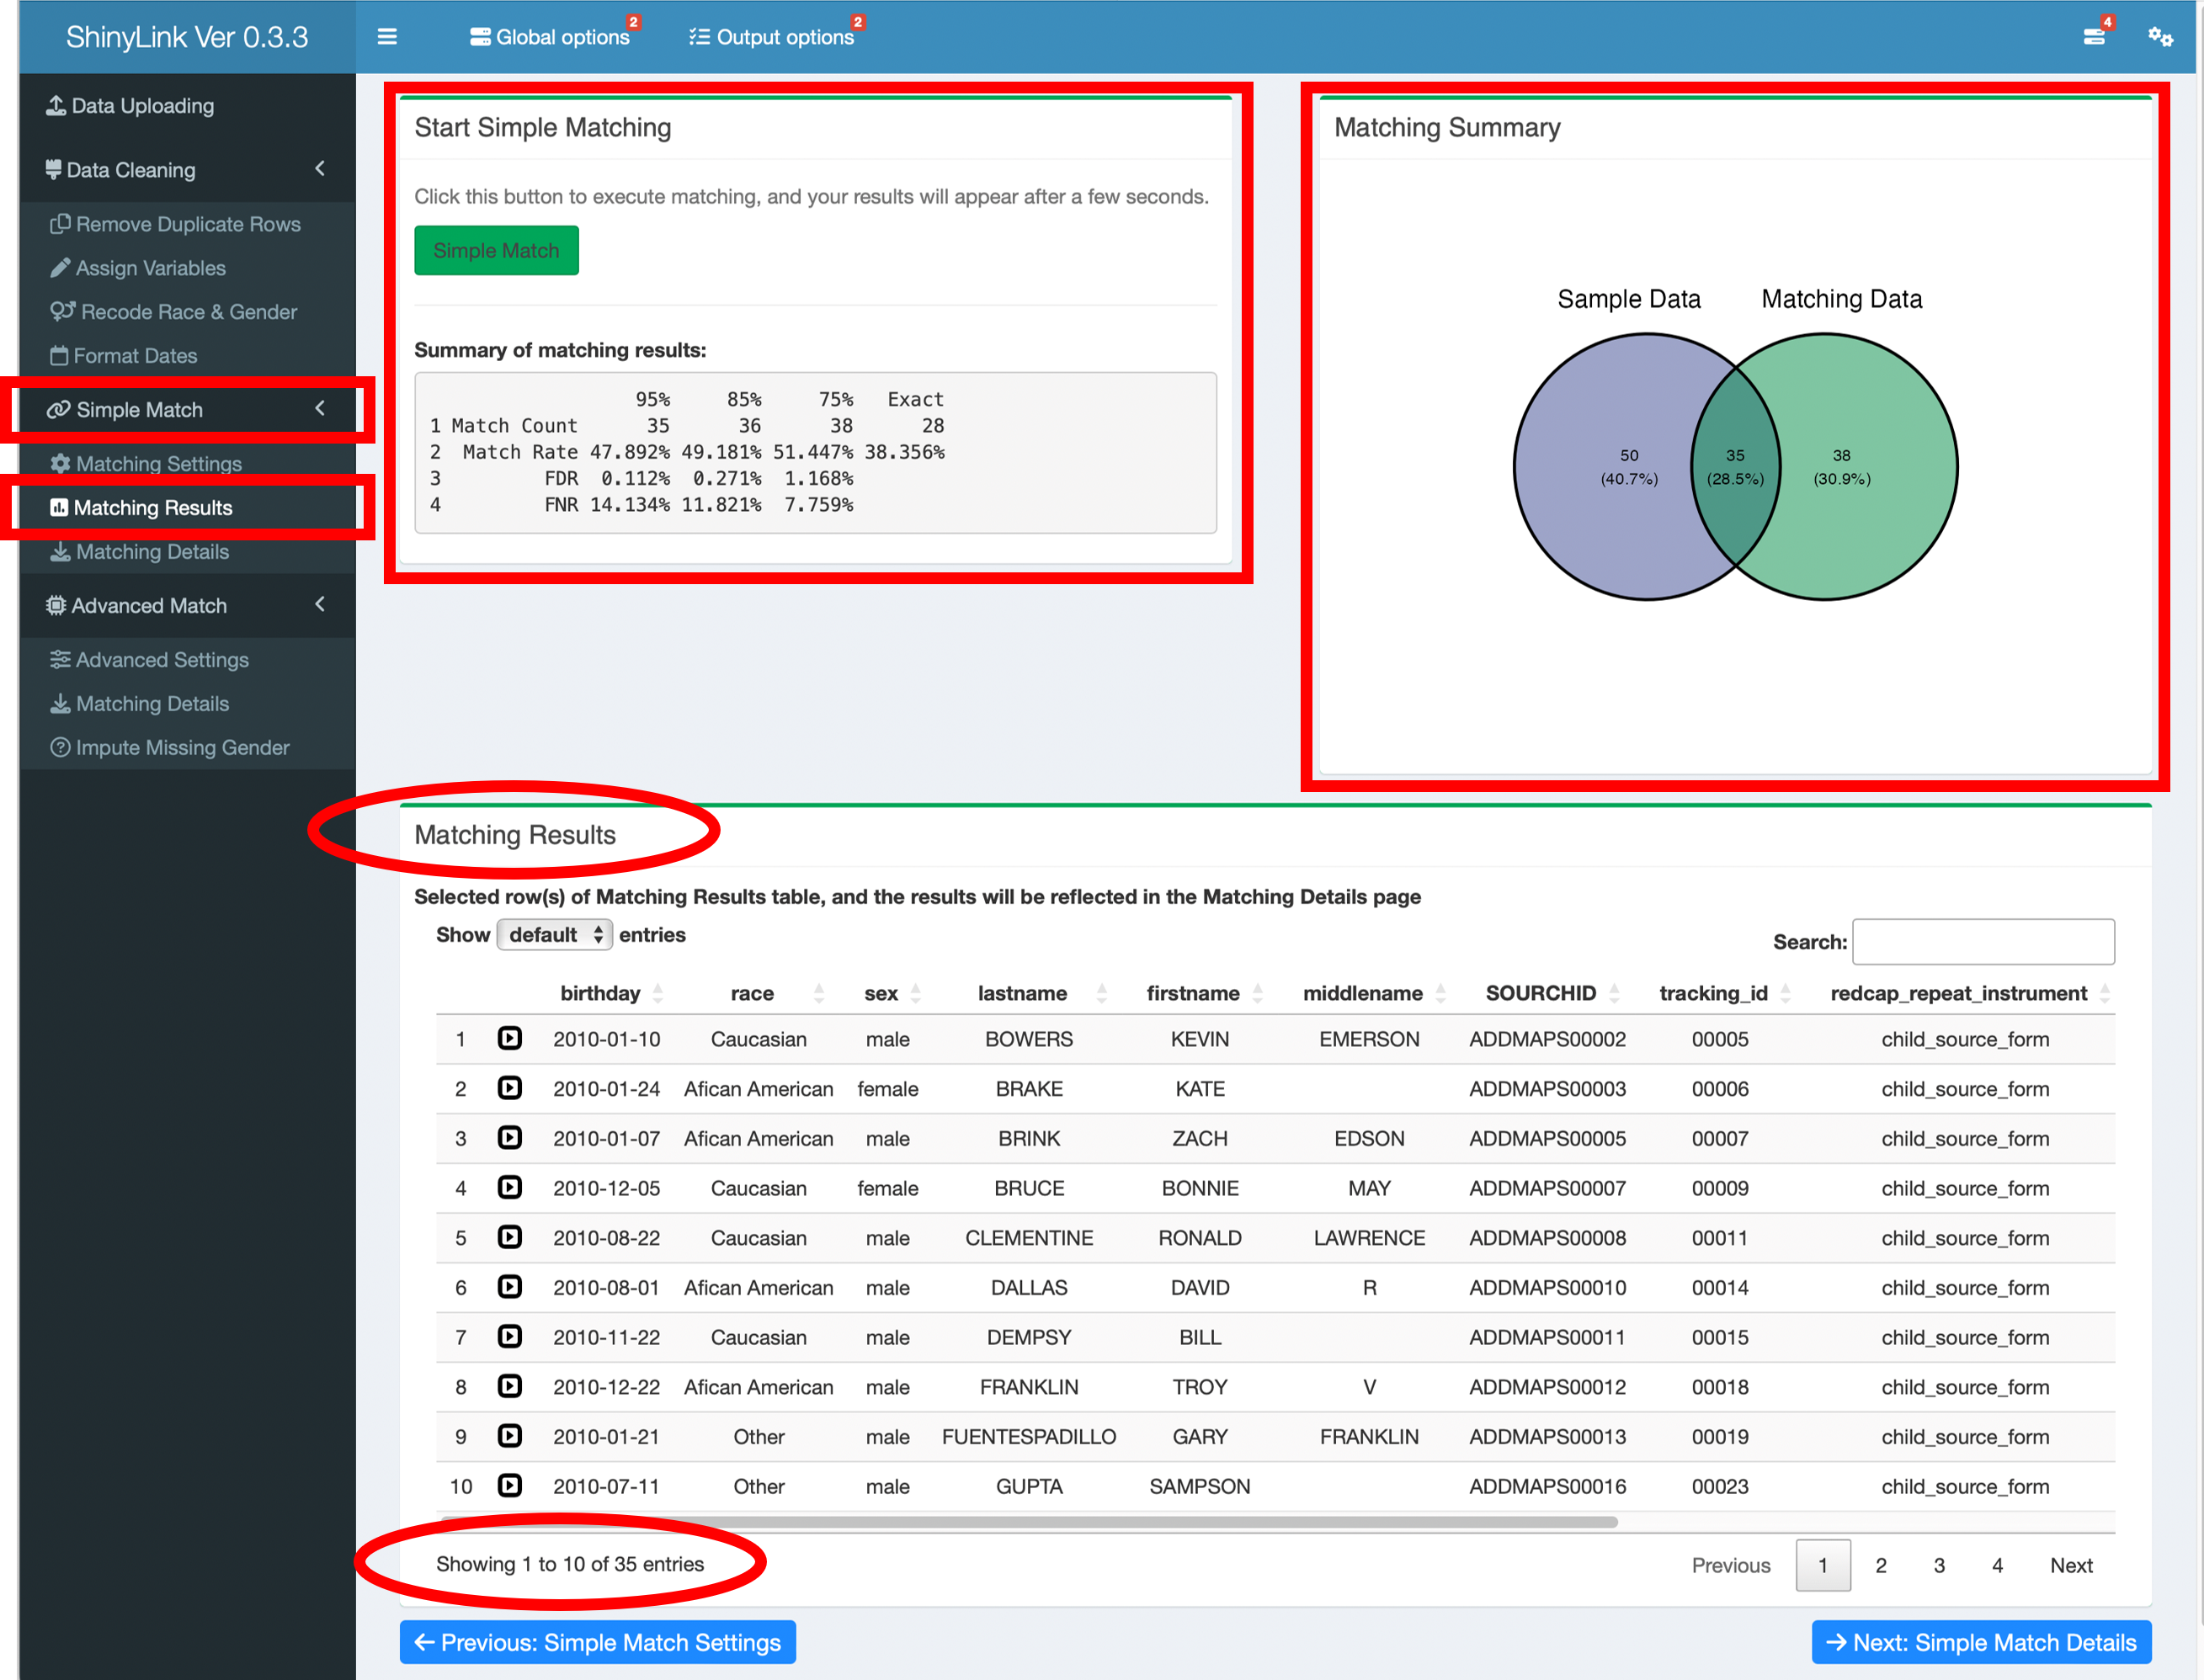 ShinyLink Ver 0.3.3
Global options 2
Output options 2
4
Data Uploading
Data Cleaning
Remove Duplicate Rows
Assign Variables
Recode Race & Gender
Format Dates
Simple Match
Matching Settings
Matching Results
Matching Details
Advanced Match
Advanced Settings
Matching Details
Impute Missing Gender
Start Simple Matching
Click this button to execute matching, and your results will appear after a few seconds.
Simple Match
Summary of matching results:
95% 85% 75% Exact
1 Match Count 35 36 38 28
2 Match Rate 47.892% 49.181% 51.447% 38.356%
3 FDR 0.112% 0.271% 1.168%
4 FNR 14.134% 11.821% 7.759%
Matching Summary
Sample Data Matching Data
50 35 38
(40.7%) (28.5%) (30.9%)
Matching Results
Selected row(s) of Matching Results table, and the results will be reflected in the Matching Details page
Show default entries
Search:
birthday race sex lastname firstname middlename SOURCHID tracking_id redcap_repeat_instrument
1 2010-01-10 Caucasian male BOWERS KEVIN EMERSON ADDMAPS00002 00005 child_source_form
2 2010-01-24 Afican American female BRAKE KATE ADDMAPS00003 00006 child_source_form
3 2010-01-07 Afican American male BRINK ZACH EDSON ADDMAPS00005 00007 child_source_form
4 2010-12-05 Caucasian female BRUCE BONNIE MAY ADDMAPS00007 00009 child_source_form
5 2010-08-22 Caucasian male CLEMENTINE RONALD LAWRENCE ADDMAPS00008 00011 child_source_form
6 2010-08-01 Afican American male DALLAS DAVID R ADDMAPS00010 00014 child_source_form
7 2010-11-22 Caucasian male DEMPSY BILL ADDMAPS00011 00015 child_source_form
8 2010-12-22 Afican American male FRANKLIN TROY V ADDMAPS00012 00018 child_source_form
9 2010-01-21 Other male FUENTESPADILLO GARY FRANKLIN ADDMAPS00013 00019 child_source_form
10 2010-07-11 Other male GUPTA SAMPSON ADDMAPS00016 00023 child_source_form
Showing 1 to 10 of 35 entries
Previous 1 2 3 4 Next
Previous: Simple Match Settings
Next: Simple Match Details